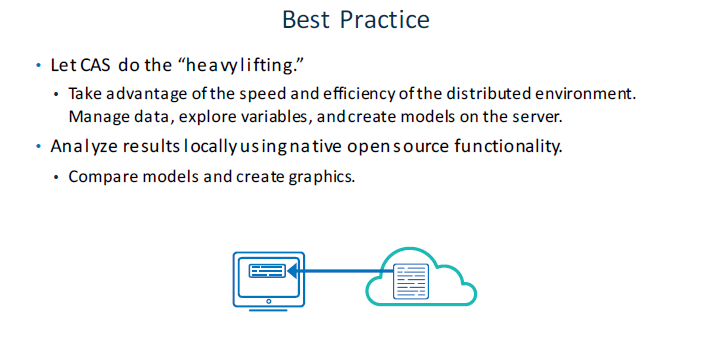 Best Practice
• Let CAS do the “heavy lifting.”
• Take advantage of the speed and efficiency of the distributed environment.
Manage data, explore variables, and create models on the server.
• Analyze results locally using native open source functionality.
• Compare models and create graphics.